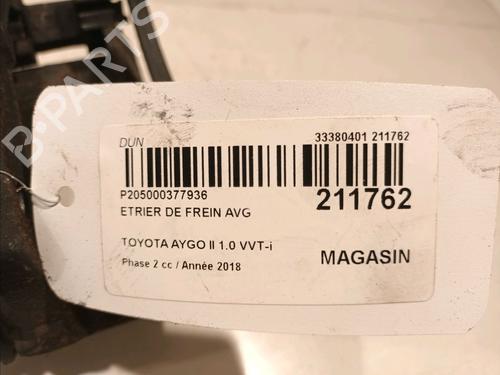 DUN
33380401 211762
P205000377936
211762
ETRIER DE FREIN AVG
TOYOTA AYGO II 1.0 VVT-i
Phase 2 cc / Année 2018
MAGASIN
B-PARTS